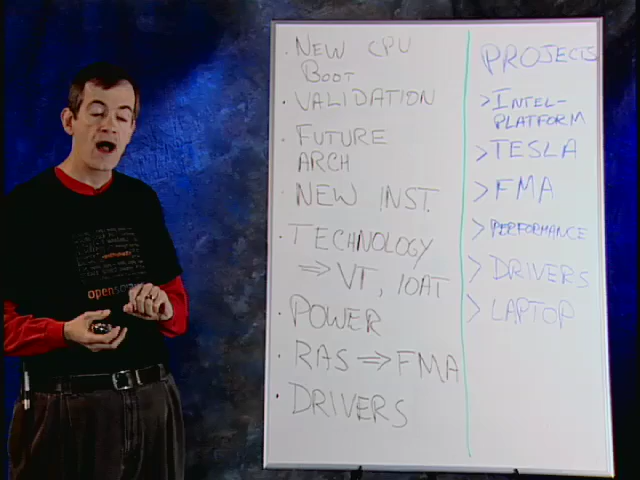 · NEW CPU
BOOT
· VALIDATION
· FUTURE
ARCH
· NEW INST.
· TECHNOLOGY
⇒ VT, IOAT
· POWER
· RAS ⇒ FMA
· DRIVERS
PROJECTS
> INTEL-
PLATFORM
> TESLA
> FMA
> PERFORMANCE
> DRIVERS
> LAPTOP